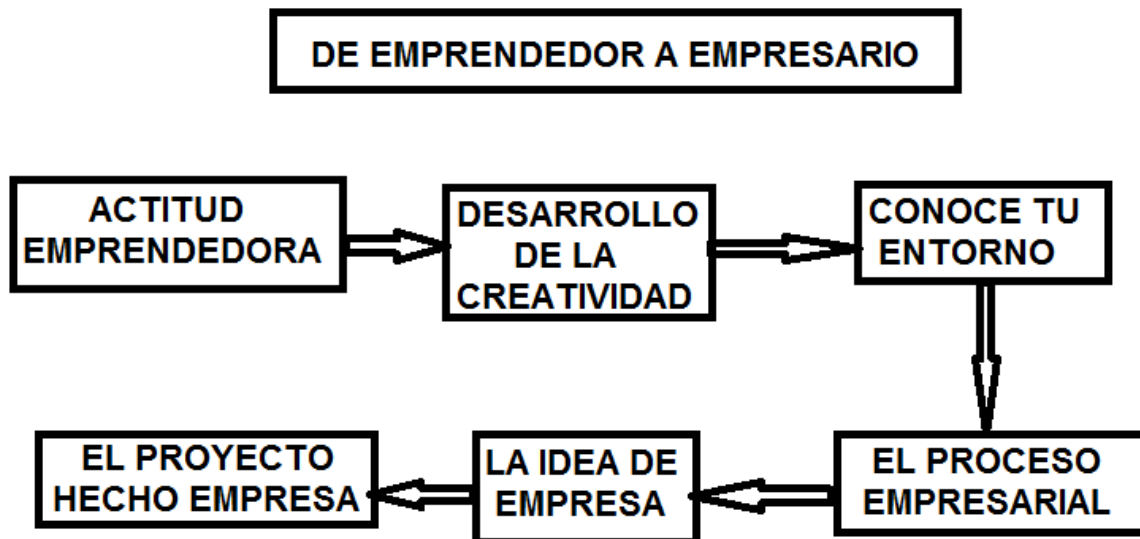 DE EMPRENDEDOR A EMPRESARIO
ACTITUD
EMPRENDEDORA
DESARROLLO
DE LA
CREATIVIDAD
CONOCE TU
ENTORNO
EL PROCESO
EMPRESARIAL
LA IDEA DE
EMPRESA
EL PROYECTO
HECHO EMPRESA